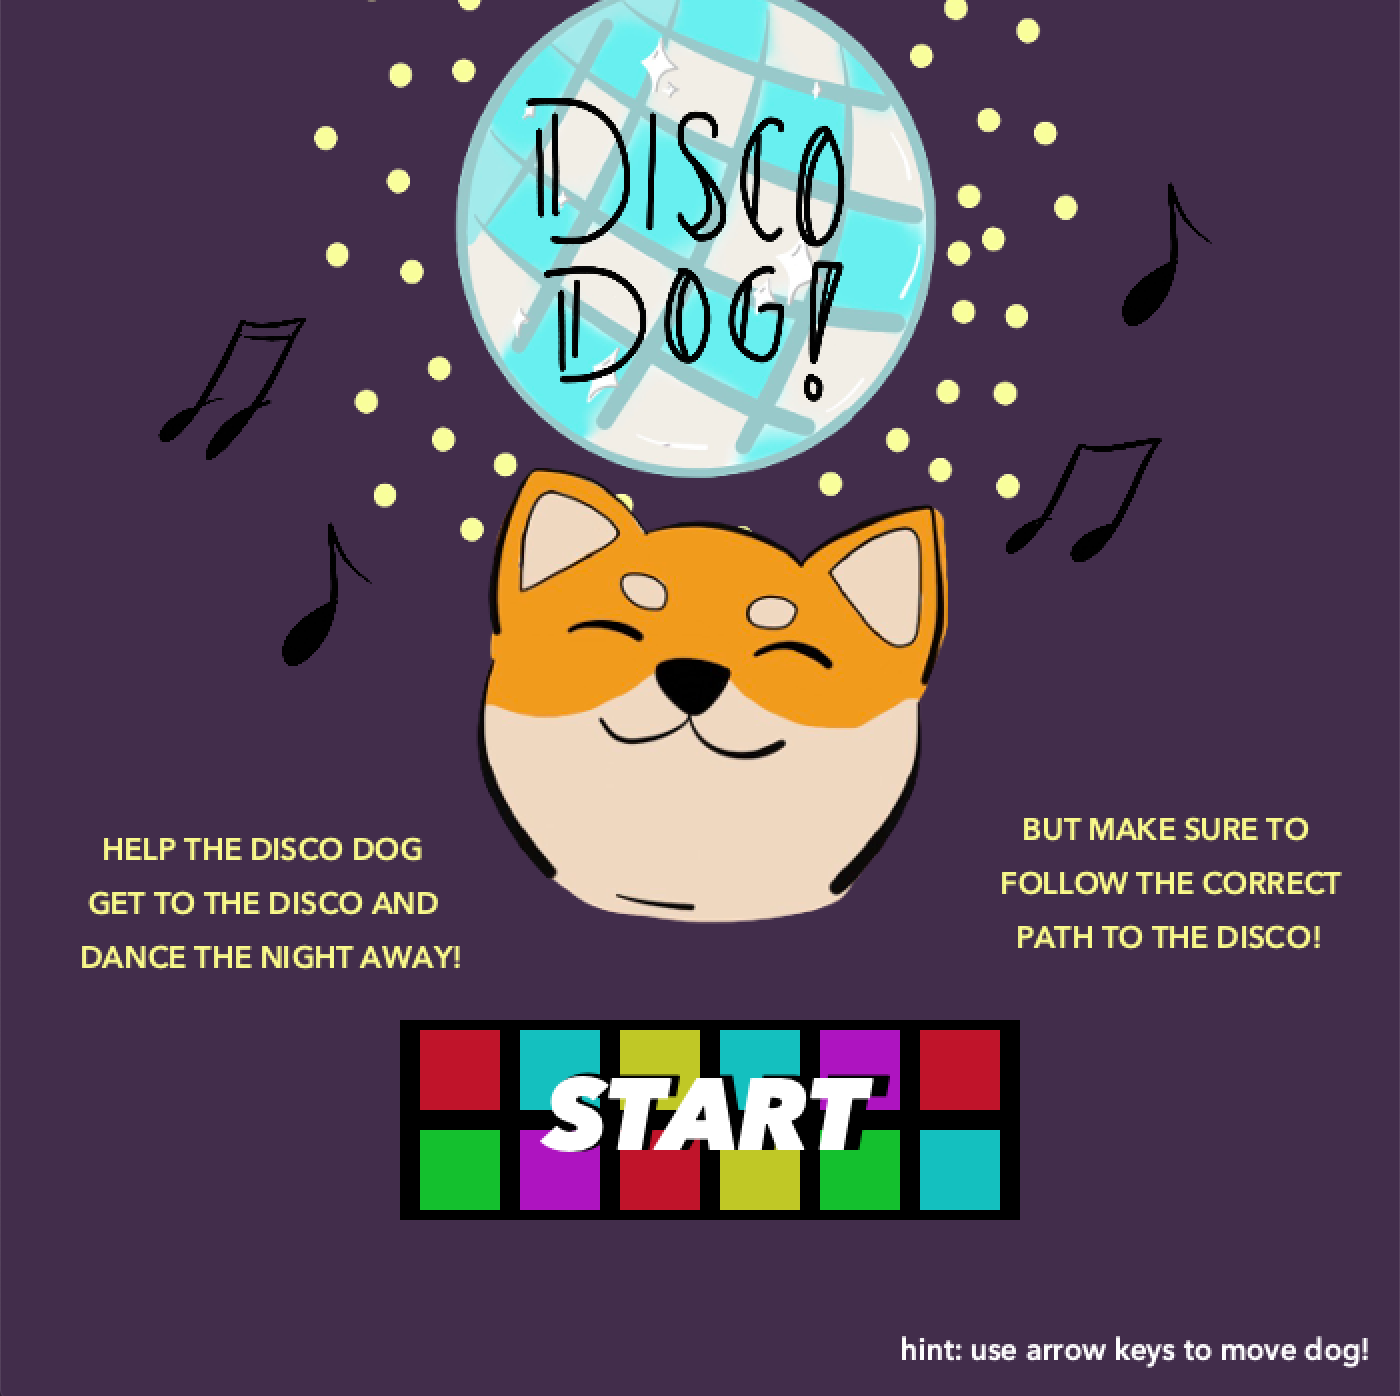 DISCO
DOG!
HELP THE DISCO DOG
GET TO THE DISCO AND
DANCE THE NIGHT AWAY!
BUT MAKE SURE TO
FOLLOW THE CORRECT
PATH TO THE DISCO!
START
hint: use arrow keys to move dog!